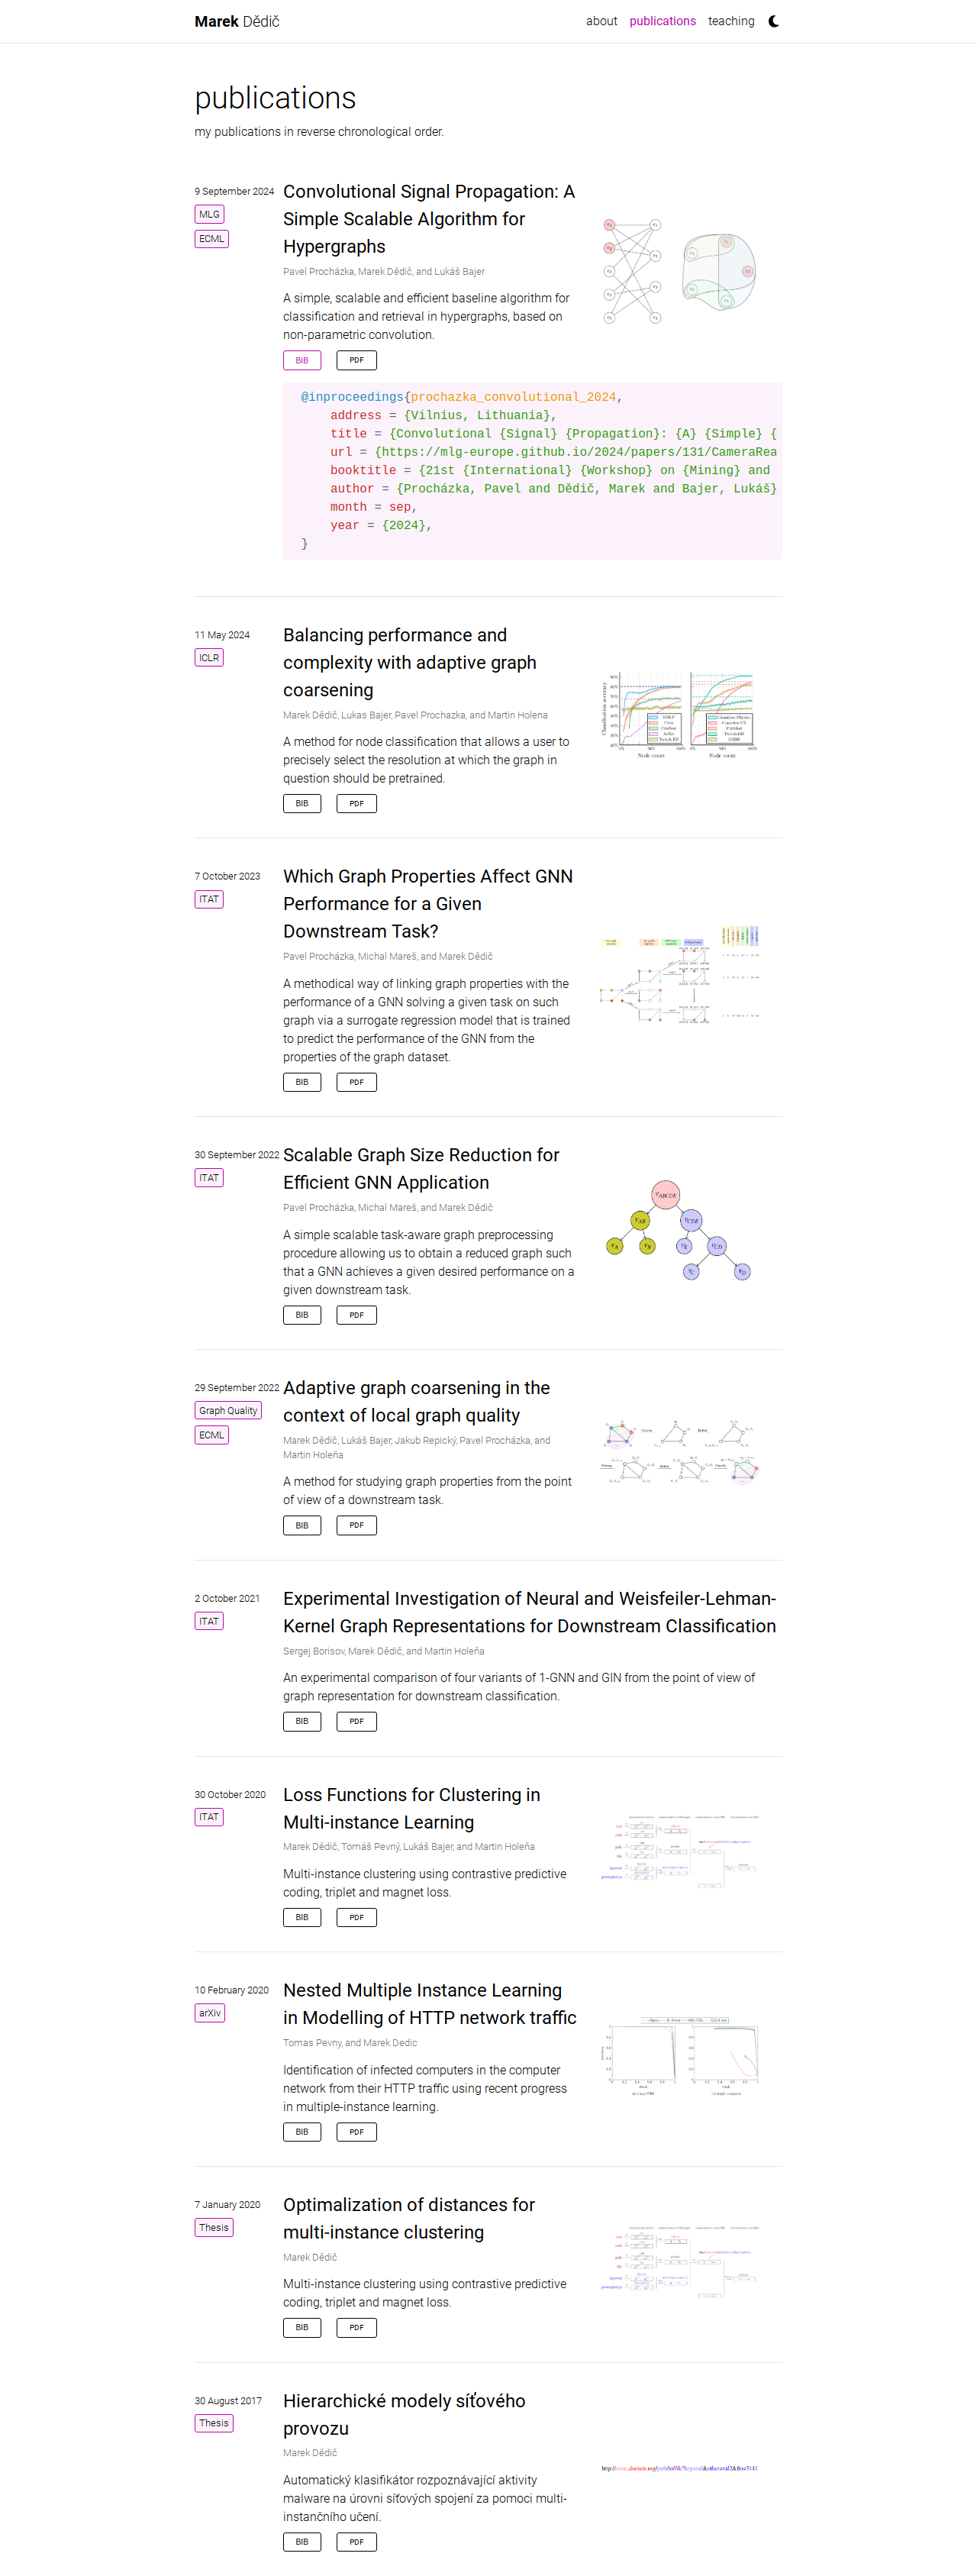 Marek Dědič
about publications teaching
publications
my publications in reverse chronological order.
9 September 2024
MLG
ECML
Convolutional Signal Propagation: A
Simple Scalable Algorithm for
Hypergraphs
Pavel Procházka, Marek Dědič, and Lukáš Bajer
A simple, scalable and efficient baseline algorithm for
classification and retrieval in hypergraphs, based on
non-parametric convolution.
BIB PDF
@inproceedings{prochazka_convolutional_2024,
address = {Vilnius, Lithuania},
title = {Convolutional {Signal} {Propagation}: {A} {Simple} {
url = {https://mlg-europe.github.io/2024/papers/131/CameraRea
booktitle = {21st {International} {Workshop} on {Mining} and
author = {Procházka, Pavel and Dědič, Marek and Bajer, Lukáš}
month = sep,
year = {2024},
}
11 May 2024
ICLR
Balancing performance and
complexity with adaptive graph
coarsening
Marek Dědič, Lukas Bajer, Pavel Prochazka, and Martin Holena
A method for node classification that allows a user to
precisely select the resolution at which the graph in
question should be pretrained.
BIB PDF
Classification accuracy
Node count Node count
7 October 2023
ITAT
Which Graph Properties Affect GNN
Performance for a Given
Downstream Task?
Pavel Procházka, Michal Mareš, and Marek Dědič
A methodical way of linking graph properties with the
performance of a GNN solving a given task on such
graph via a surrogate regression model that is trained
to predict the performance of the GNN from the
properties of the graph dataset.
BIB PDF
30 September 2022
ITAT
Scalable Graph Size Reduction for
Efficient GNN Application
Pavel Procházka, Michal Mareš, and Marek Dědič
A simple scalable task-aware graph preprocessing
procedure allowing us to obtain a reduced graph such
that a GNN achieves a given desired performance on a
given downstream task.
BIB PDF
29 September 2022
Graph Quality
ECML
Adaptive graph coarsening in the
context of local graph quality
Marek Dědič, Lukáš Bajer, Jakub Repický, Pavel Procházka, and
Martin Holeňa
A method for studying graph properties from the point
of view of a downstream task.
BIB PDF
2 October 2021
ITAT
Experimental Investigation of Neural and Weisfeiler-Lehman-
Kernel Graph Representations for Downstream Classification
Sergej Borisov, Marek Dědič, and Martin Holeňa
An experimental comparison of four variants of 1-GNN and GIN from the point of view of
graph representation for downstream classification.
BIB PDF
30 October 2020
ITAT
Loss Functions for Clustering in
Multi-instance Learning
Marek Dědič, Tomáš Pevný, Lukáš Bajer, and Martin Holeňa
Multi-instance clustering using contrastive predictive
coding, triplet and magnet loss.
BIB PDF
10 February 2020
arXiv
Nested Multiple Instance Learning
in Modelling of HTTP network traffic
Tomas Pevny, and Marek Dedic
Identification of infected computers in the computer
network from their HTTP traffic using recent progress
in multiple-instance learning.
BIB PDF
7 January 2020
Thesis
Optimalization of distances for
multi-instance clustering
Marek Dědič
Multi-instance clustering using contrastive predictive
coding, triplet and magnet loss.
BIB PDF
30 August 2017
Thesis
Hierarchické modely síťového
provozu
Marek Dědič
Automatický klasifikátor rozpoznávající aktivity
malware na úrovni síťových spojení za pomoci multi-
instančního učení.
BIB PDF